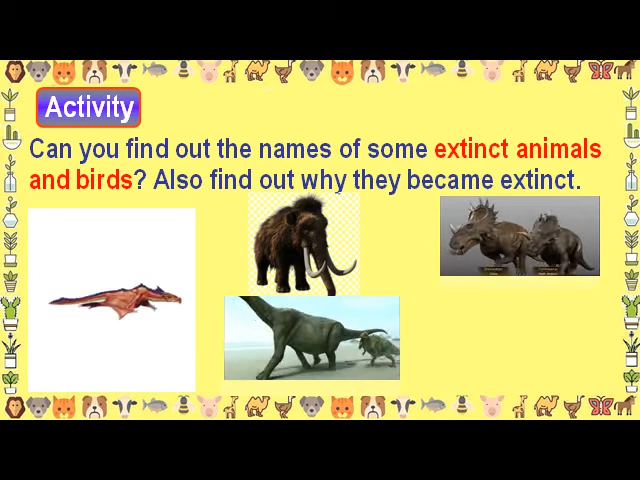 Activity
Can you find out the names of some extinct animals
and birds? Also find out why they became extinct.